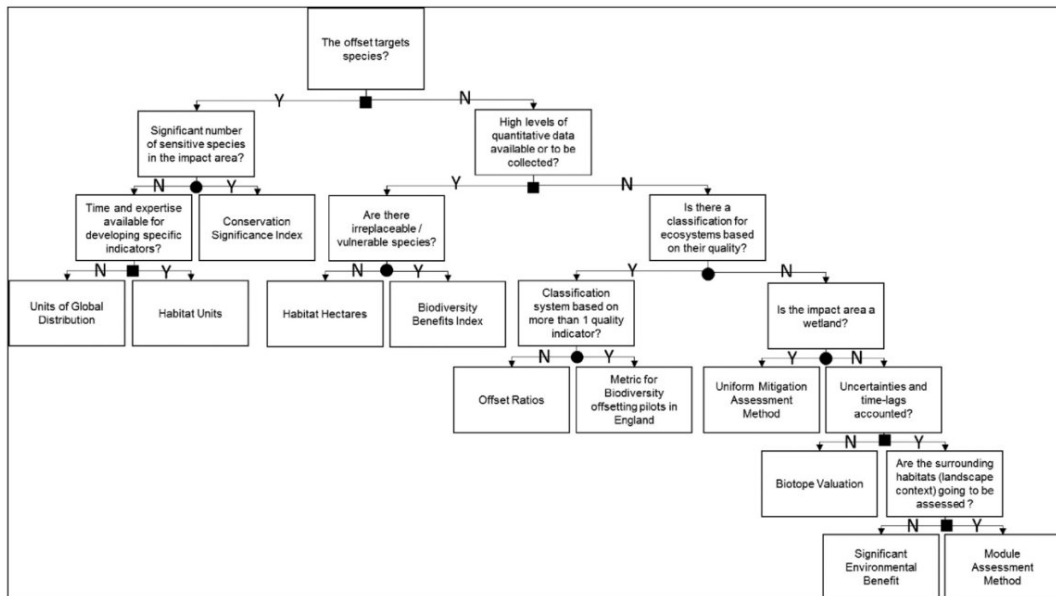 The offset targets
species?
Y
N
Significant number
of sensitive species
in the impact area?
High levels of
quantitative data
available or to be
collected?
N
Y
Y
N
Time and expertise
available for
developing specific
indicators?
Conservation
Significance Index
Are there
irreplaceable /
vulnerable species?
Is there a
classification for
ecosystems based
on their quality?
N
Y
N
Y
Y
N
Units of Global
Distribution
Habitat Units
Habitat Hectares
Biodiversity
Benefits Index
Classification
system based on
more than 1 quality
indicator?
Is the impact area a
wetland?
N
Y
Y
N
Offset Ratios
Metric for
Biodiversity
offsetting pilots in
England
Uniform Mitigation
Assessment
Method
Uncertainties and
time-lags
accounted?
N
Y
Biotope Valuation
Are the surrounding
habitats (landscape
context) going to be
assessed ?
N
Y
Significant
Environmental
Benefit
Module
Assessment
Method